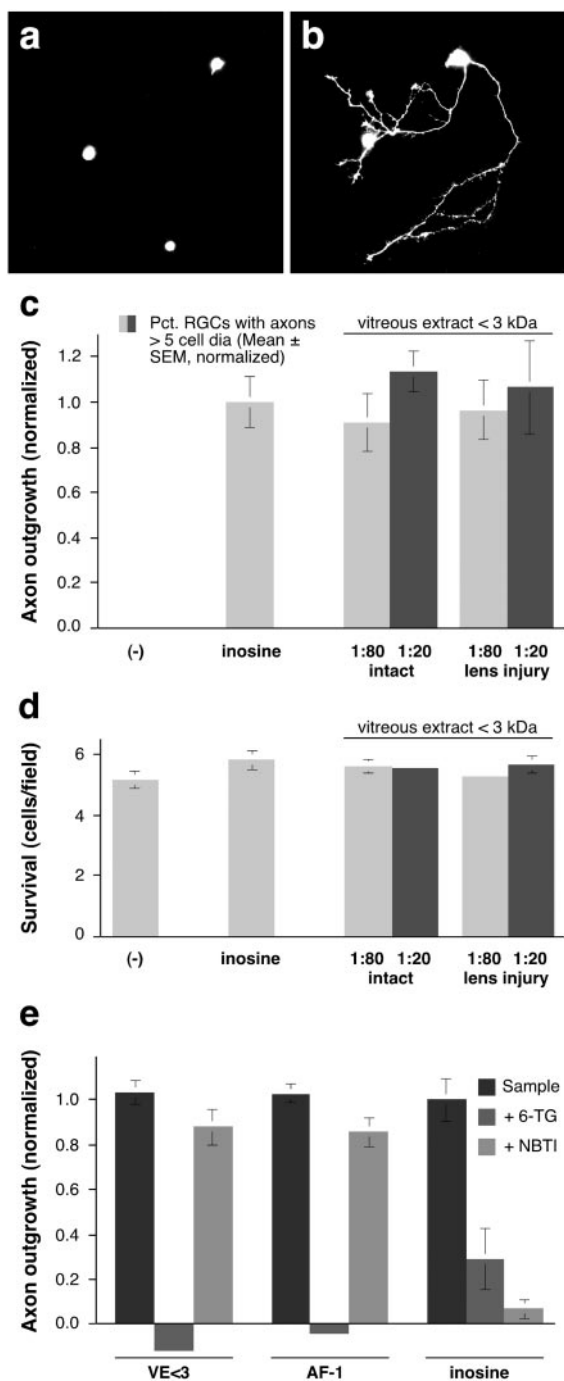 a
b
c
Pct. RGCs with axons
> 5 cell dia (Mean ±
SEM, normalized)
vitreous extract < 3 kDa
Axon outgrowth (normalized)
1.2
1.0
0.8
0.6
0.4
0.2
0.0
(-) inosine 1:80 1:20 1:80 1:20
intact lens injury
d
vitreous extract < 3 kDa
Survival (cells/field)
6
4
2
0
(-) inosine 1:80 1:20 1:80 1:20
intact lens injury
e
Axon outgrowth (normalized)
1.0
0.8
0.6
0.4
0.2
0.0
Sample
+ 6-TG
+ NBTI
VE<3 AF-1 inosine